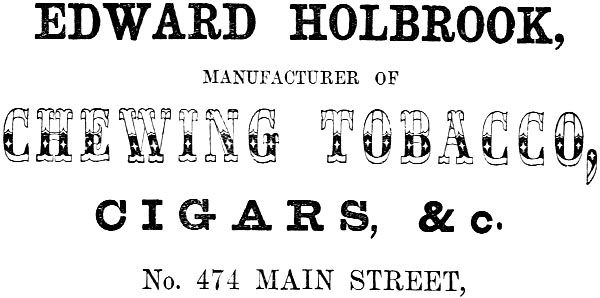 EDWARD HOLBROOK,
MANUFACTURER OF
CHEWING TOBACCO,
CIGARS, &c.
No. 474 MAIN STREET,